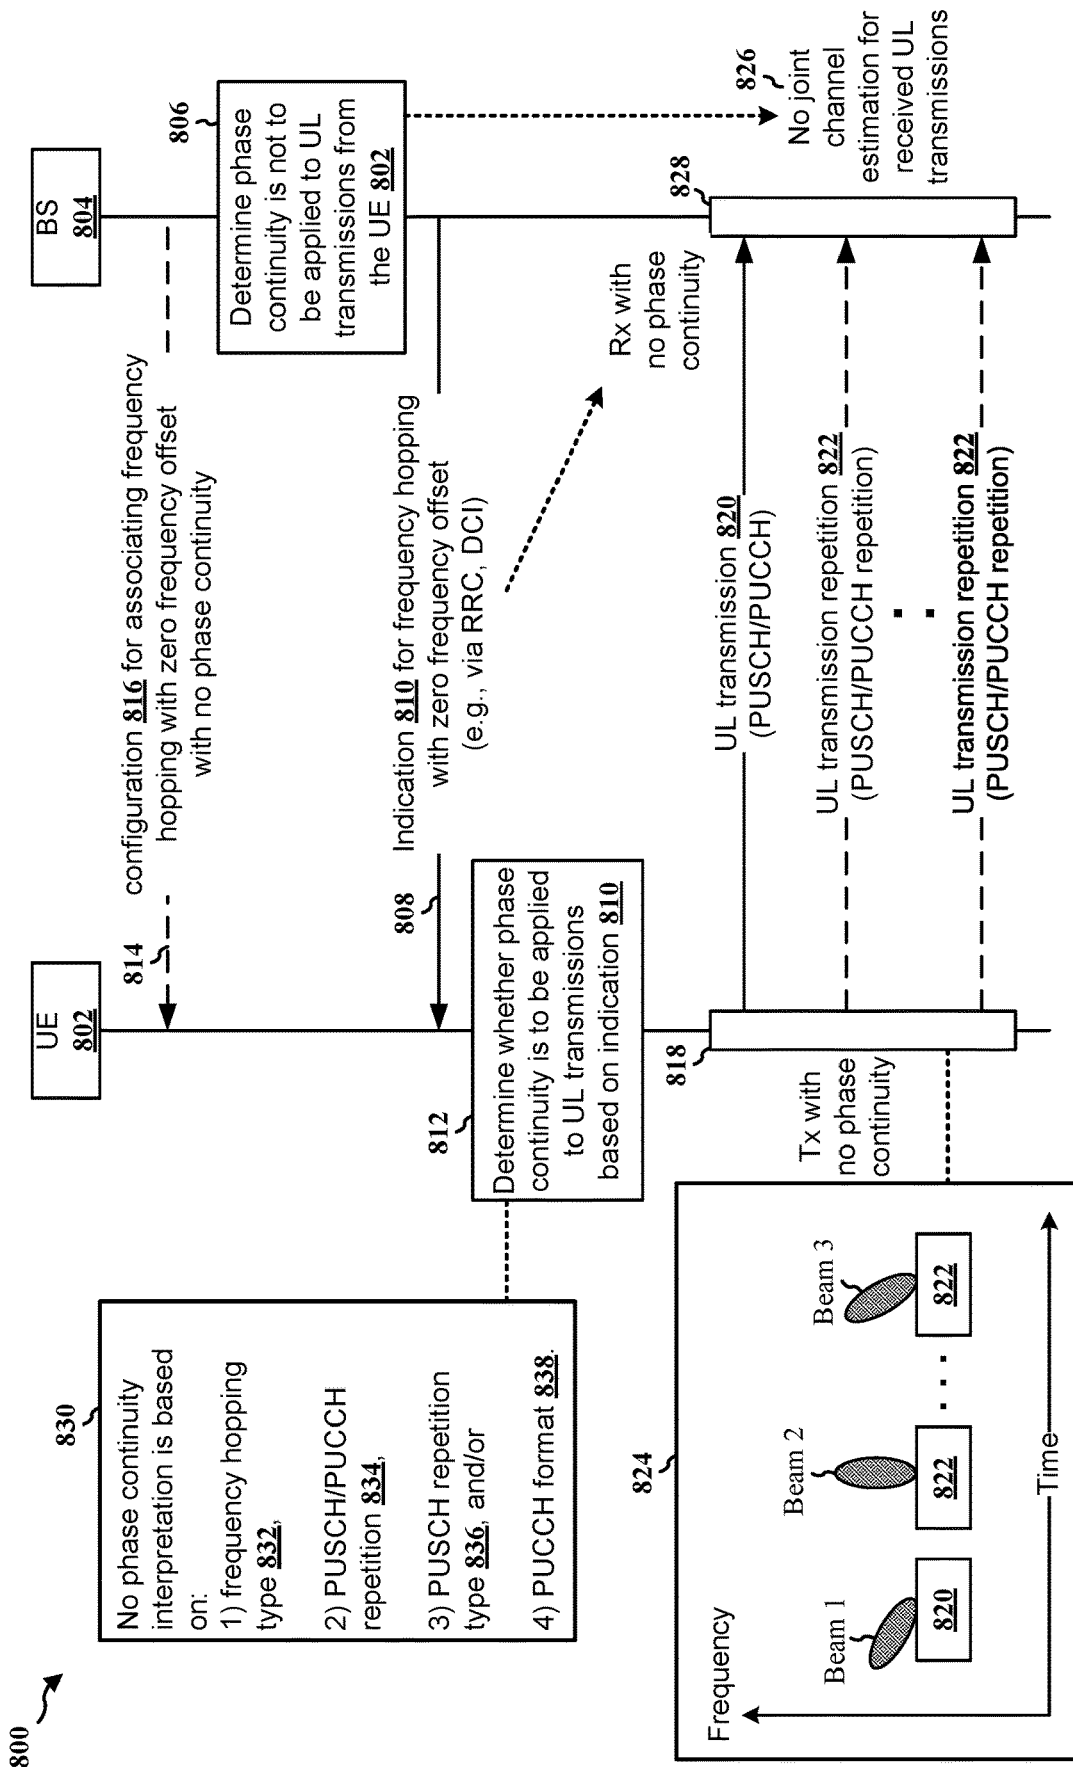 800
UE
802
BS
804
814
configuration 816 for associating frequency
hopping with zero frequency offset
with no phase continuity
806
Determine phase
continuity is not to
be applied to UL
transmissions from
the UE 802
808
Indication 810 for frequency hopping
with zero frequency offset
(e.g., via RRC, DCI)
830
No phase continuity
interpretation is based
on:
1) frequency hopping
type 832,
2) PUSCH/PUCCH
repetition 834,
3) PUSCH repetition
type 836, and/or
4) PUCCH format 838.
812
Determine whether phase
continuity is to be applied
to UL transmissions
based on indication 810
Rx with
no phase
continuity
826
No joint
channel
estimation for
received UL
transmissions
818
Tx with
no phase
continuity
828
UL transmission 820
(PUSCH/PUCCH)
UL transmission repetition 822
(PUSCH/PUCCH repetition)
. .
UL transmission repetition 822
(PUSCH/PUCCH repetition)
824
Frequency
Beam 1
Beam 2
Beam 3
820
822
. . .
822
Time